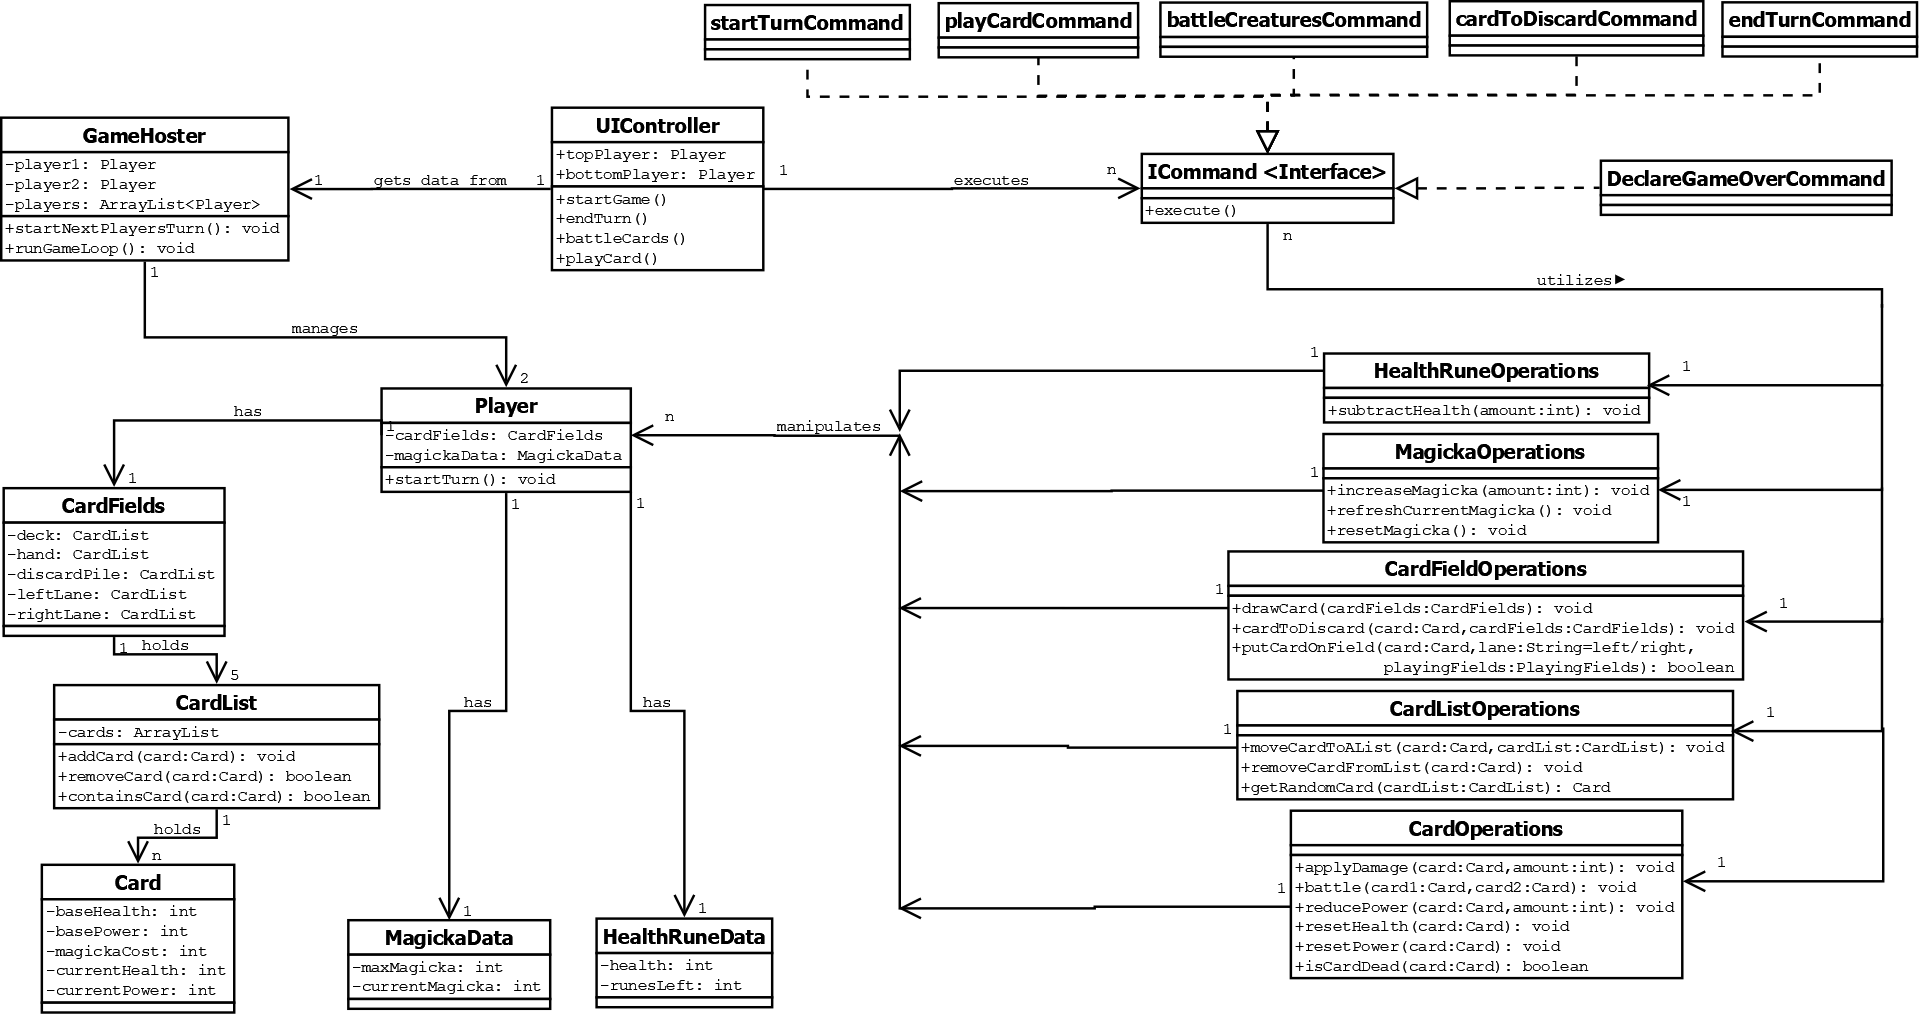 startTurnCommand
playCardCommand
battleCreaturesCommand
cardToDiscardCommand
endTurnCommand
GameHoster
-player1: Player
-player2: Player
-players: ArrayList<Player>
+startNextPlayersTurn(): void
+runGameLoop(): void
1
gets data from
1
UIController
+topPlayer: Player
+bottomPlayer: Player
+startGame()
+endTurn()
+battleCards()
+playCard()
1
executes
n
ICommand <Interface>
+execute()
DeclareGameOverCommand
n
utilizes►
1
manages
2
Player
-cardFields: CardFields
-magickaData: MagickaData
+startTurn(): void
has
1
1
n
manipulates
1
HealthRuneOperations
+subtractHealth(amount:int): void
1
1
MagickaOperations
+increaseMagicka(amount:int): void
+refreshCurrentMagicka(): void
+resetMagicka(): void
1
1
CardFieldOperations
+drawCard(cardFields:CardFields): void
+cardToDiscard(card:Card,cardFields:CardFields): void
+putCardOnField(card:Card,lane:String=left/right,
playingFields:PlayingFields): boolean
1
1
CardListOperations
+moveCardToAList(card:Card,cardList:CardList): void
+removeCardFromList(card:Card): void
+getRandomCard(cardList:CardList): Card
1
1
CardOperations
+applyDamage(card:Card,amount:int): void
+battle(card1:Card,card2:Card): void
+reducePower(card:Card,amount:int): void
+resetHealth(card:Card): void
+resetPower(card:Card): void
+isCardDead(card:Card): boolean
1
CardFields
-deck: CardList
-hand: CardList
-discardPile: CardList
-leftLane: CardList
-rightLane: CardList
1
holds
5
CardList
-cards: ArrayList
+addCard(card:Card): void
+removeCard(card:Card): boolean
+containsCard(card:Card): boolean
1
holds
n
Card
-baseHealth: int
-basePower: int
-magickaCost: int
-currentHealth: int
-currentPower: int
1
has
1
MagickaData
-maxMagicka: int
-currentMagicka: int
1
has
1
HealthRuneData
-health: int
-runesLeft: int